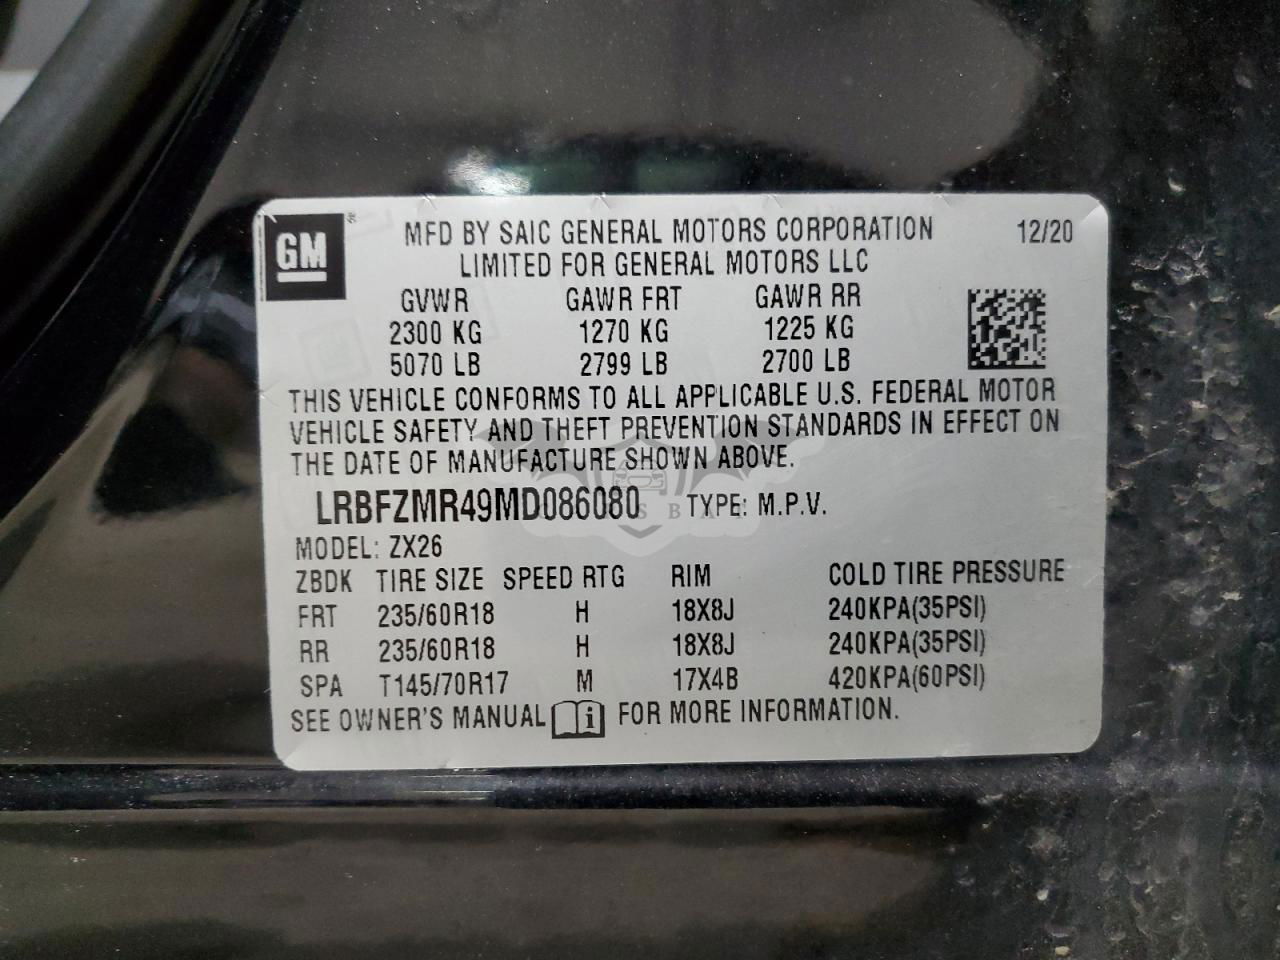 GM ®
MFD BY SAIC GENERAL MOTORS CORPORATION 12/20
LIMITED FOR GENERAL MOTORS LLC
GVWR GAWR FRT GAWR RR
2300 KG 1270 KG 1225 KG
5070 LB 2799 LB 2700 LB
THIS VEHICLE CONFORMS TO ALL APPLICABLE U.S. FEDERAL MOTOR
VEHICLE SAFETY AND THEFT PREVENTION STANDARDS IN EFFECT ON
THE DATE OF MANUFACTURE SHOWN ABOVE.
LRBFZMR49MD086080 TYPE: M.P.V.
MODEL: ZX26
ZBDK TIRE SIZE SPEED RTG RIM COLD TIRE PRESSURE
FRT 235/60R18 H 18X8J 240KPA(35PSI)
RR 235/60R18 H 18X8J 240KPA(35PSI)
SPA T145/70R17 M 17X4B 420KPA(60PSI)
SEE OWNER'S MANUAL i FOR MORE INFORMATION.